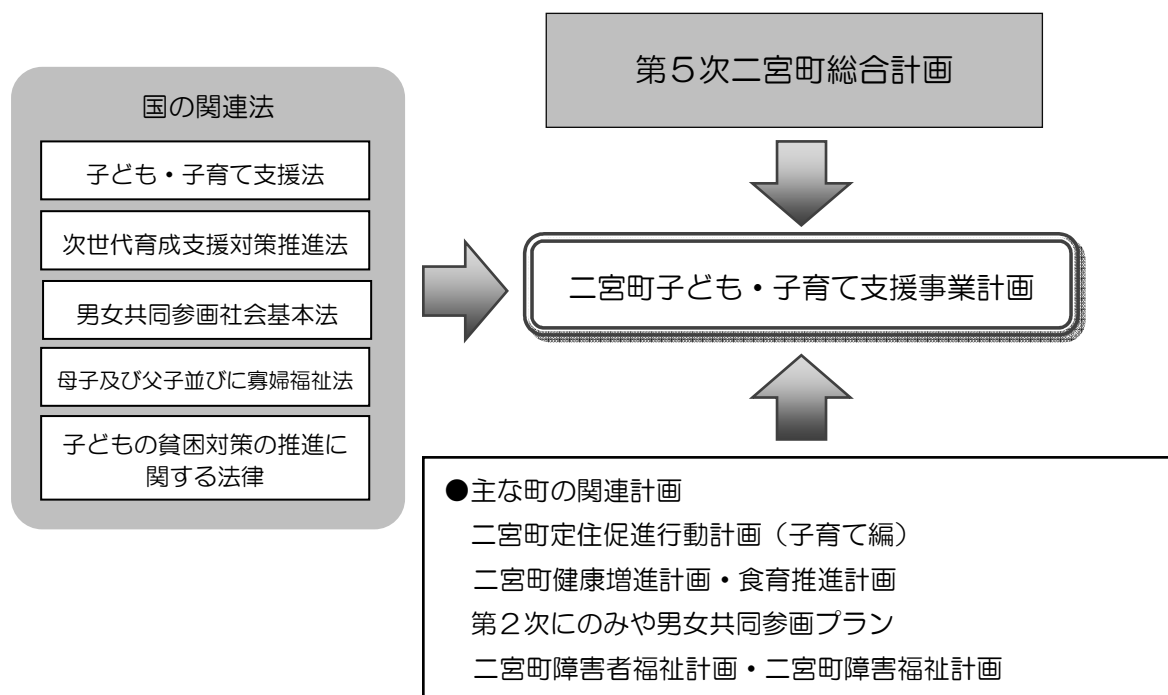 第５次二宮町総合計画
国の関連法
子ども・子育て支援法
次世代育成支援対策推進法
男女共同参画社会基本法
母子及び父子並びに寡婦福祉法
子どもの貧困対策の推進に
関する法律
二宮町子ども・子育て支援事業計画
●主な町の関連計画
二宮町定住促進行動計画（子育て編）
二宮町健康増進計画・食育推進計画
第２次にのみや男女共同参画プラン
二宮町障害者福祉計画・二宮町障害福祉計画